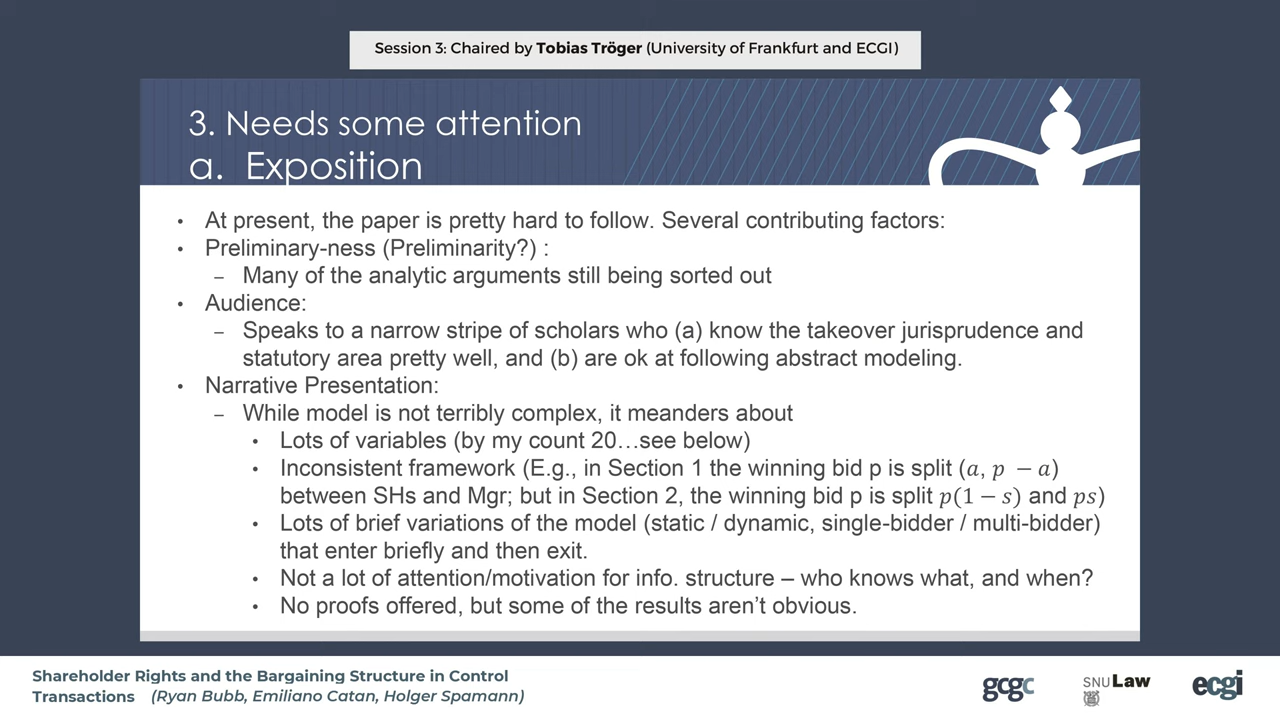 Session 3: Chaired by Tobias Tröger (University of Frankfurt and ECGI)
3. Needs some attention
a. Exposition
• At present, the paper is pretty hard to follow. Several contributing factors:
• Preliminary-ness (Preliminarity?) :
– Many of the analytic arguments still being sorted out
• Audience:
– Speaks to a narrow stripe of scholars who (a) know the takeover jurisprudence and
statutory area pretty well, and (b) are ok at following abstract modeling.
• Narrative Presentation:
– While model is not terribly complex, it meanders about
• Lots of variables (by my count 20…see below)
• Inconsistent framework (E.g., in Section 1 the winning bid p is split (a, p − a)
between SHs and Mgr; but in Section 2, the winning bid p is split p(1 − s) and ps)
• Lots of brief variations of the model (static / dynamic, single-bidder / multi-bidder)
that enter briefly and then exit.
• Not a lot of attention/motivation for info. structure – who knows what, and when?
• No proofs offered, but some of the results aren’t obvious.
Shareholder Rights and the Bargaining Structure in Control
Transactions (Ryan Bubb, Emiliano Catan, Holger Spamann)
gcgc
SNU Law
ecgi